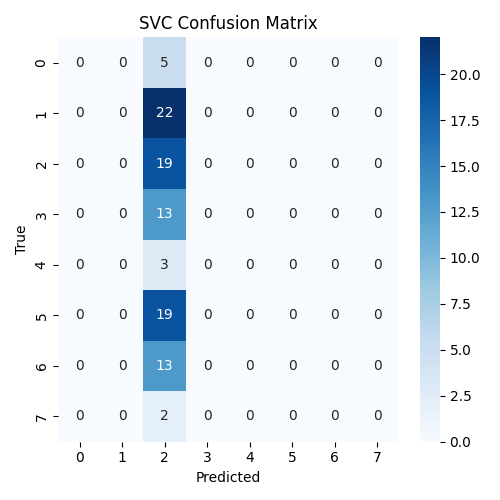 SVC Confusion Matrix
0 0 0 5 0 0 0 0 0
1 0 0 22 0 0 0 0 0
2 0 0 19 0 0 0 0 0
3 0 0 13 0 0 0 0 0
4 0 0 3 0 0 0 0 0
5 0 0 19 0 0 0 0 0
6 0 0 13 0 0 0 0 0
7 0 0 2 0 0 0 0 0
0 1 2 3 4 5 6 7
Predicted
True
20.0
17.5
15.0
12.5
10.0
7.5
5.0
2.5
0.0